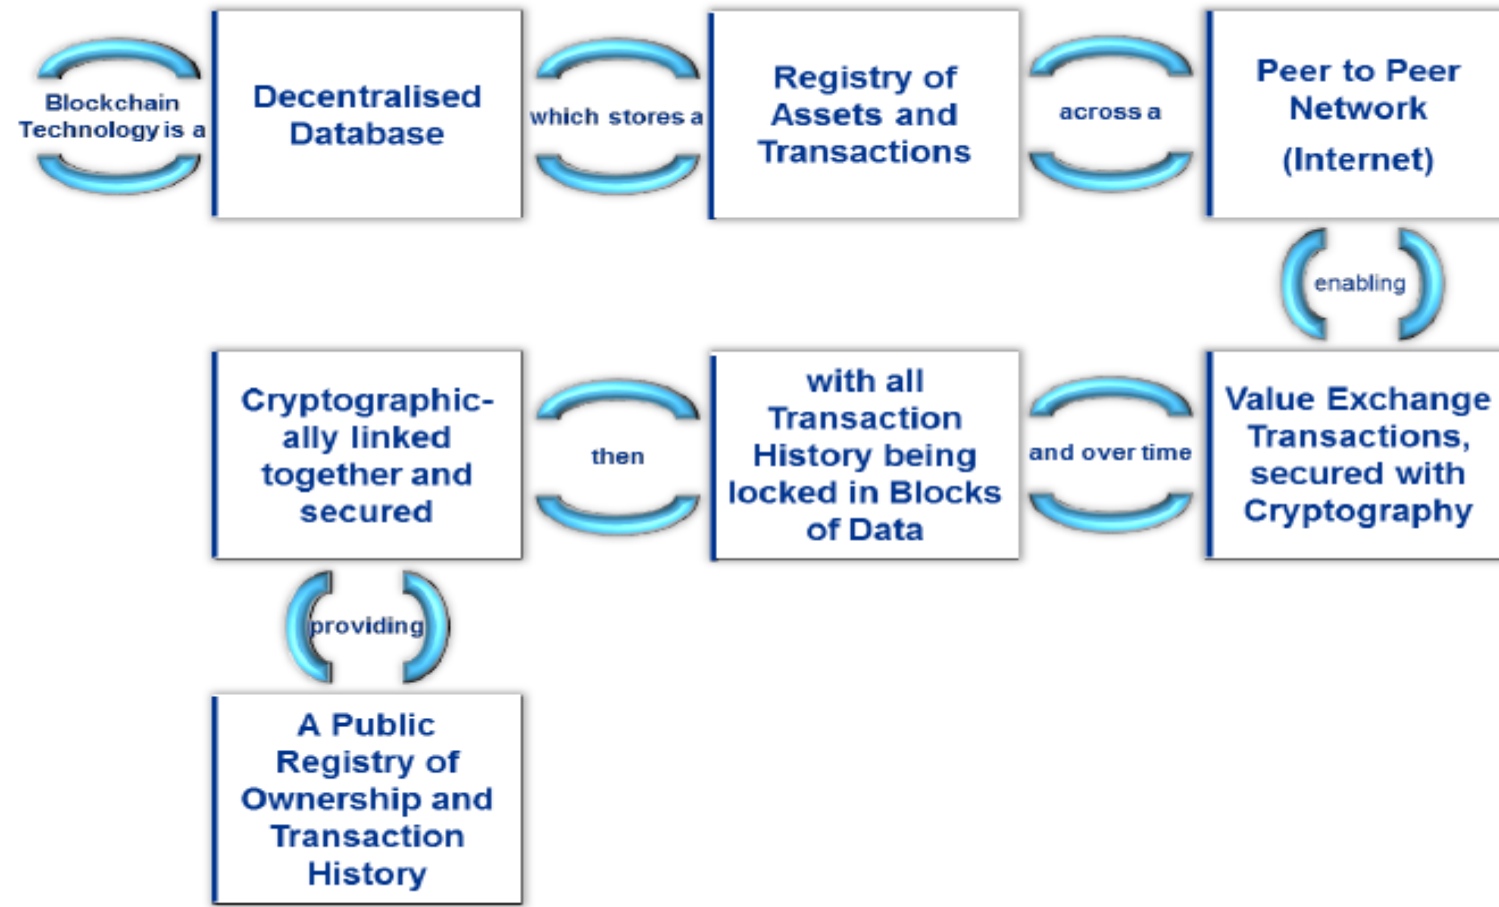 Blockchain
Technology is a
Decentralised
Database
which stores a
Registry of
Assets and
Transactions
across a
Peer to Peer
Network
(Internet)
enabling
Value Exchange
Transactions,
secured with
Cryptography
and over time
with all
Transaction
History being
locked in Blocks
of Data
then
Cryptographic-
ally linked
together and
secured
providing
A Public
Registry of
Ownership and
Transaction
History